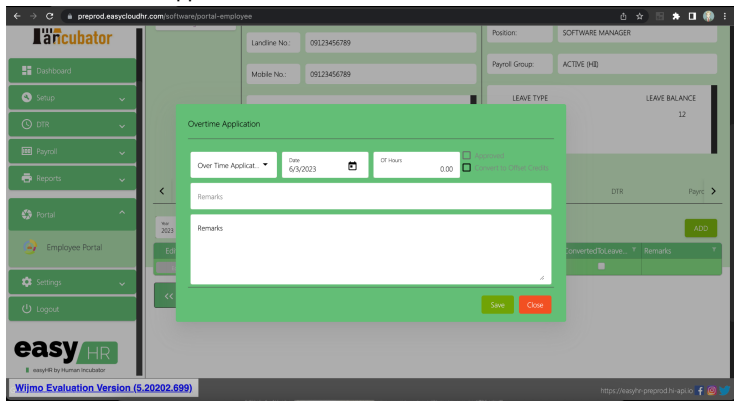 preprod.easycloudhr.com/software/portal-employee
Iancubator
Dashboard
Setup
DTR
Payroll
Reports
Portal
Employee Portal
Settings
Logout
easy HR
easyHR by Human Incubator
Wijmo Evaluation Version (5.20202.699)
Landline No.:
09123456789
Mobile No.:
09123456789
Position:
SOFTWARE MANAGER
Payroll Group:
ACTIVE (HII)
LEAVE TYPE
LEAVE BALANCE
12
Overtime Application
Over Time Applicat...
Date
6/3/2023
OT Hours
0.00
Approved
Convert to Offset Credits
Remarks
Remarks
Save
Close
DTR
Year
2023
ADD
ConvertedToLeave...
Remarks
<<
https://easyhr-preprod.hi-api.io